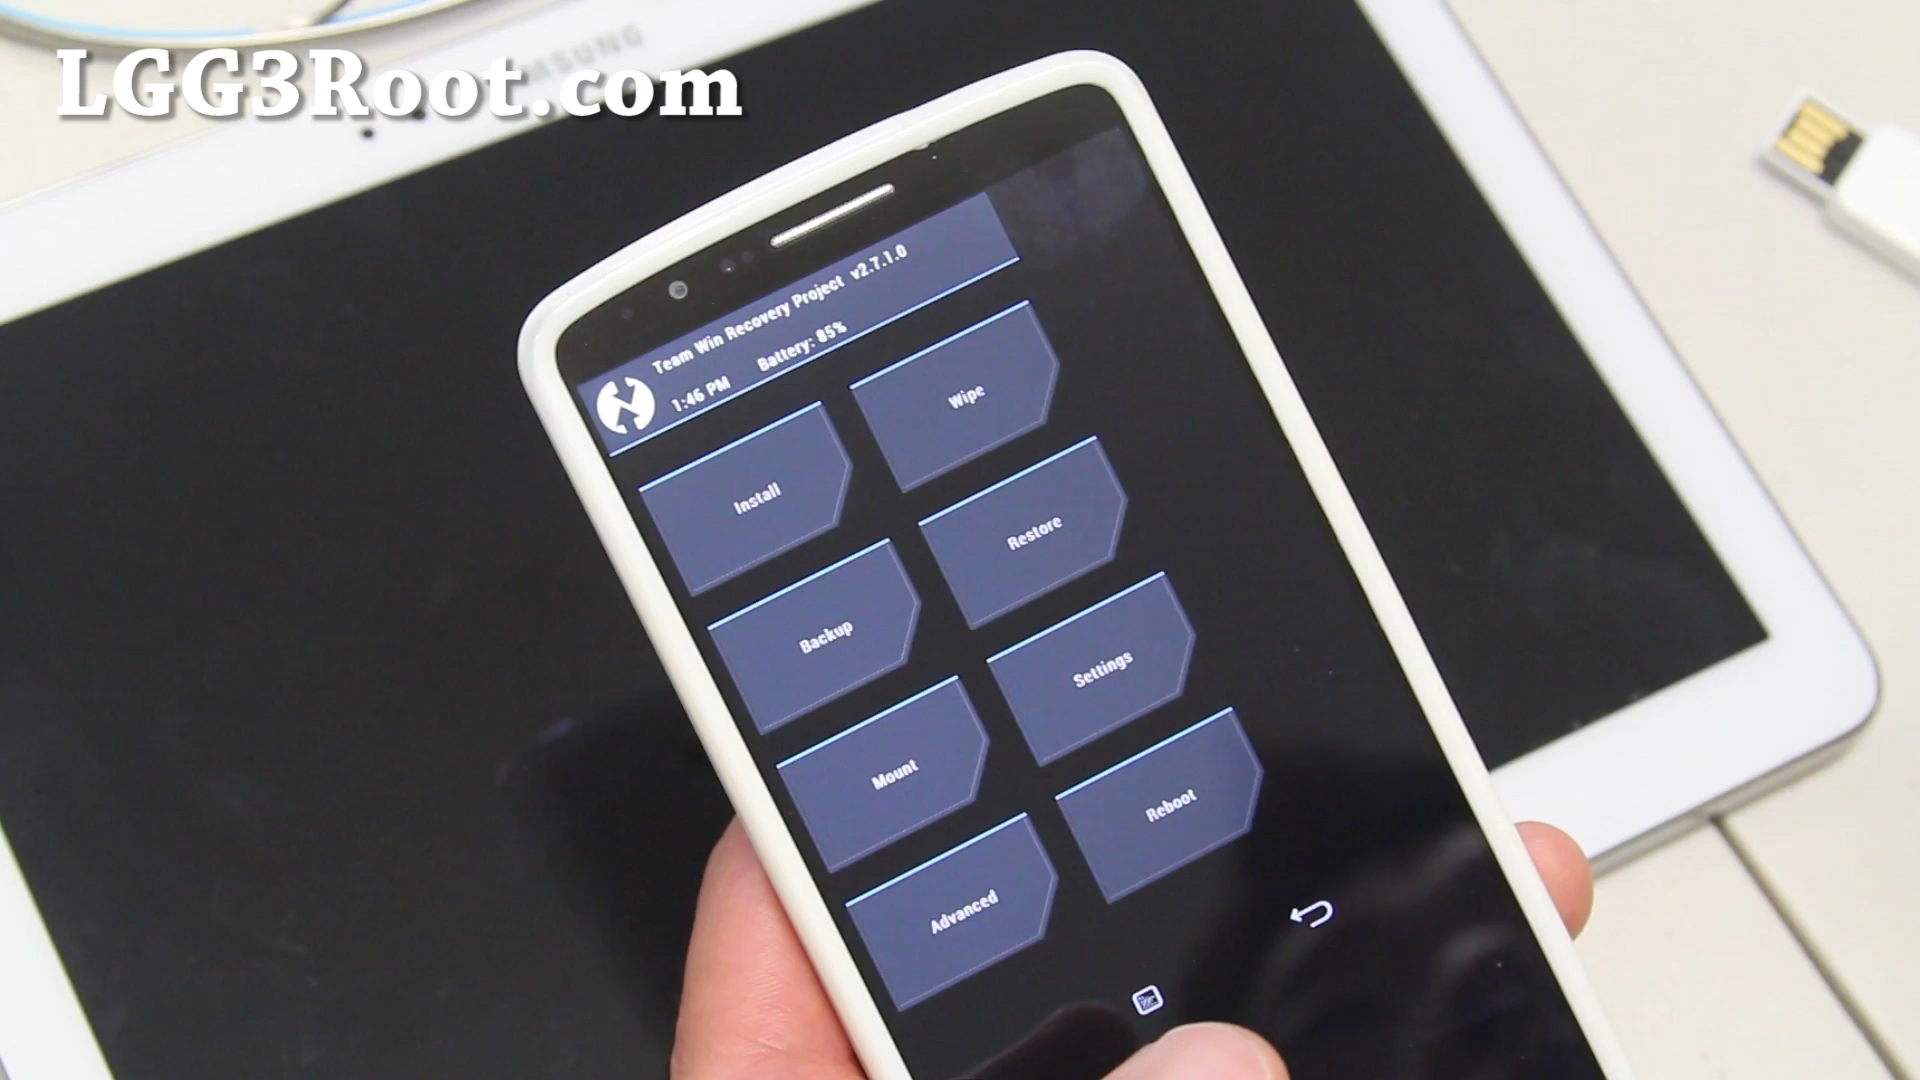 LGG3Root.com
SAMSUNG
Team Win Recovery Project v2.7.1.0
1:46 PM Battery: 85%
Install
Wipe
Backup
Restore
Mount
Settings
Advanced
Reboot